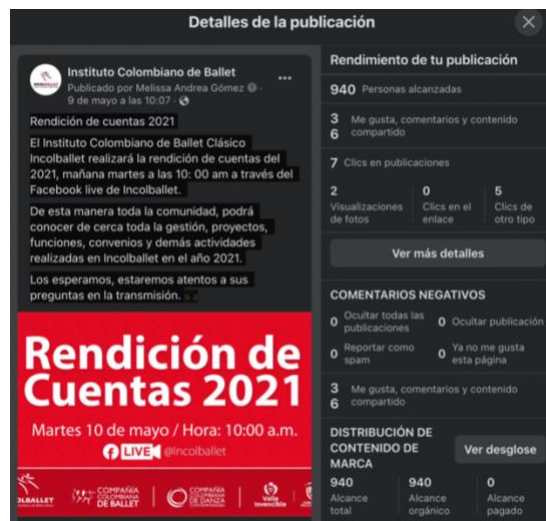 Detalles de la publicación
Instituto Colombiano de Ballet
Publicado por Melissa Andrea Gómez
9 de mayo a las 10:07 ·
Rendición de cuentas 2021
El Instituto Colombiano de Ballet Clásico
Incolballet realizará la rendición de cuentas del
2021, mañana martes a las 10: 00 am a través del
Facebook live de Incolballet.
De esta manera toda la comunidad, podrá
conocer de cerca toda la gestión, proyectos,
funciones, convenios y demás actividades
realizadas en Incolballet en el año 2021.
Los esperamos, estaremos atentos a sus
preguntas en la transmisión.
Rendición de
Cuentas 2021
Martes 10 de mayo / Hora: 10:00 a.m.
LIVE @Incolballet
OLBALLET
COMPAÑÍA
COLOMBIANA
DE BALLET
COMPAÑÍA
COLOMBIANA
DE DANZA
Valle
Invencible
Rendimiento de tu publicación
940 Personas alcanzadas
36 Me gusta, comentarios y contenido
compartido
7 Clics en publicaciones
2 Visualizaciones
de fotos
0 Clics en el
enlace
5 Clics de
otro tipo
Ver más detalles
COMENTARIOS NEGATIVOS
0 Ocultar todas las
publicaciones
0 Ocultar publicación
0 Reportar como
spam
0 Ya no me gusta
esta página
36 Me gusta, comentarios y contenido
compartido
DISTRIBUCIÓN DE
CONTENIDO DE
MARCA
Ver desglose
940
Alcance
total
940
Alcance
orgánico
0
Alcance
pagado